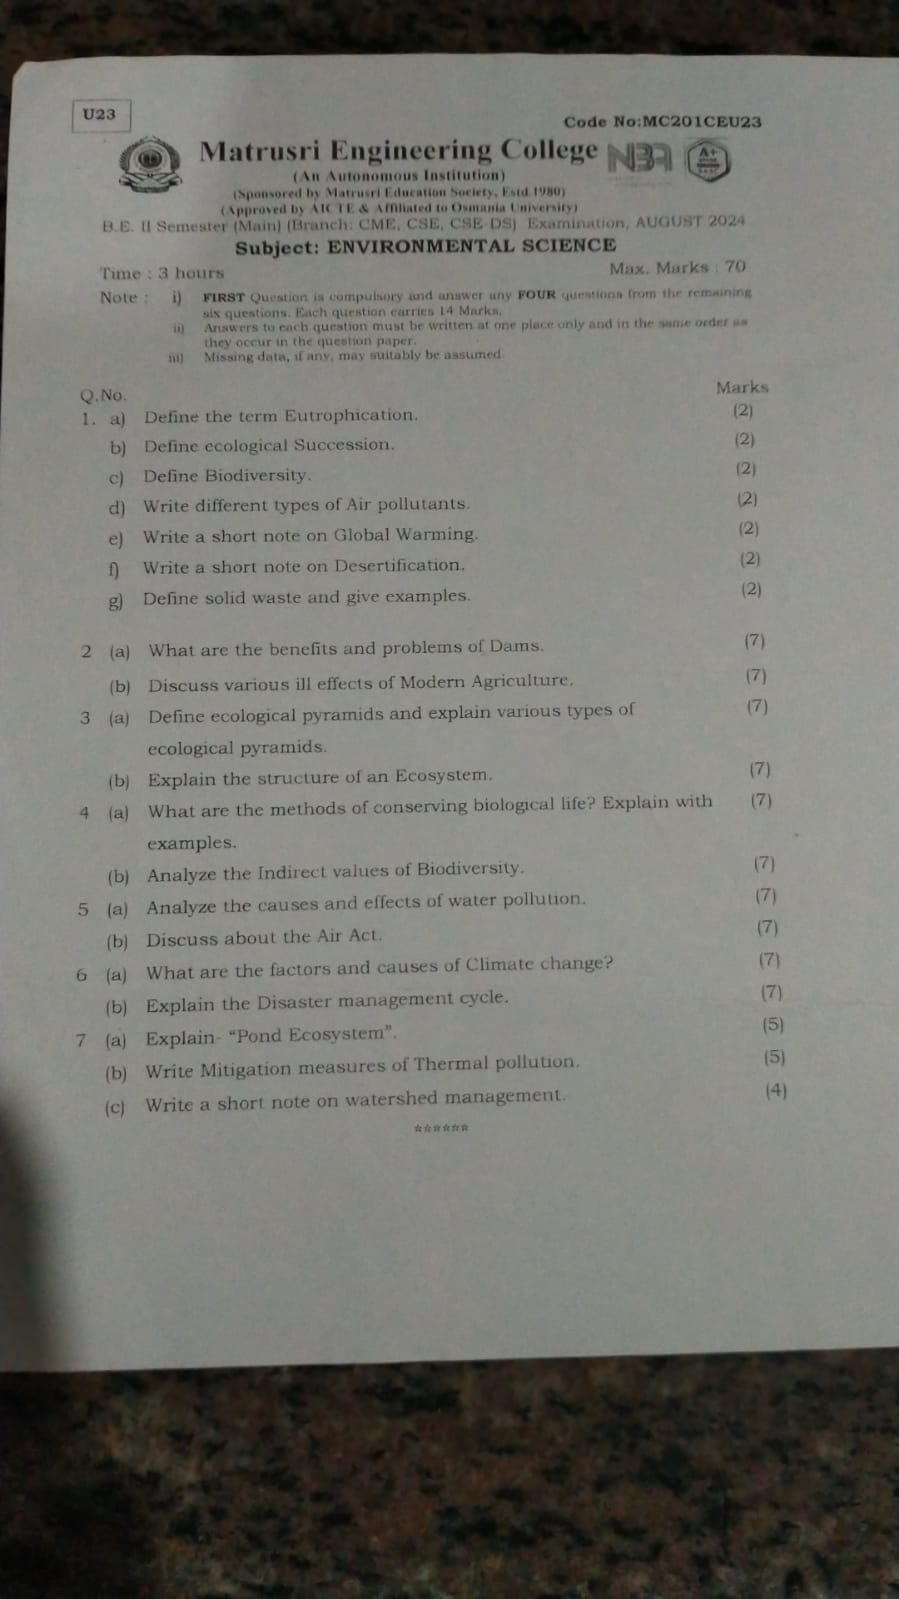 U23
Code No:MC201CEU23
Matrusri Engineering College
NBA
A+
(An Autonomous Institution)
(Sponsored by Matrusri Education Society, Estd 1980)
(Approved by AICTE & Affiliated to Osmania University)
B.E. II Semester (Main) (Branch: CME, CSE, CSE-DS) Examination, AUGUST 2024
Subject: ENVIRONMENTAL SCIENCE
Time : 3 hours Max. Marks : 70
Note : i) FIRST Question is compulsory and answer any FOUR questions from the remaining
six questions. Each question carries 14 Marks.
ii) Answers to each question must be written at one place only and in the same order as
they occur in the question paper.
iii) Missing data, if any, may suitably be assumed
Q.No. Marks
1. a) Define the term Eutrophication. (2)
b) Define ecological Succession. (2)
c) Define Biodiversity. (2)
d) Write different types of Air pollutants. (2)
e) Write a short note on Global Warming. (2)
f) Write a short note on Desertification. (2)
g) Define solid waste and give examples. (2)
2 (a) What are the benefits and problems of Dams. (7)
(b) Discuss various ill effects of Modern Agriculture. (7)
3 (a) Define ecological pyramids and explain various types of (7)
ecological pyramids.
(b) Explain the structure of an Ecosystem. (7)
4 (a) What are the methods of conserving biological life? Explain with (7)
examples.
(b) Analyze the Indirect values of Biodiversity. (7)
5 (a) Analyze the causes and effects of water pollution. (7)
(b) Discuss about the Air Act. (7)
6 (a) What are the factors and causes of Climate change? (7)
(b) Explain the Disaster management cycle. (7)
7 (a) Explain- “Pond Ecosystem”. (5)
(b) Write Mitigation measures of Thermal pollution. (5)
(c) Write a short note on watershed management. (4)
******